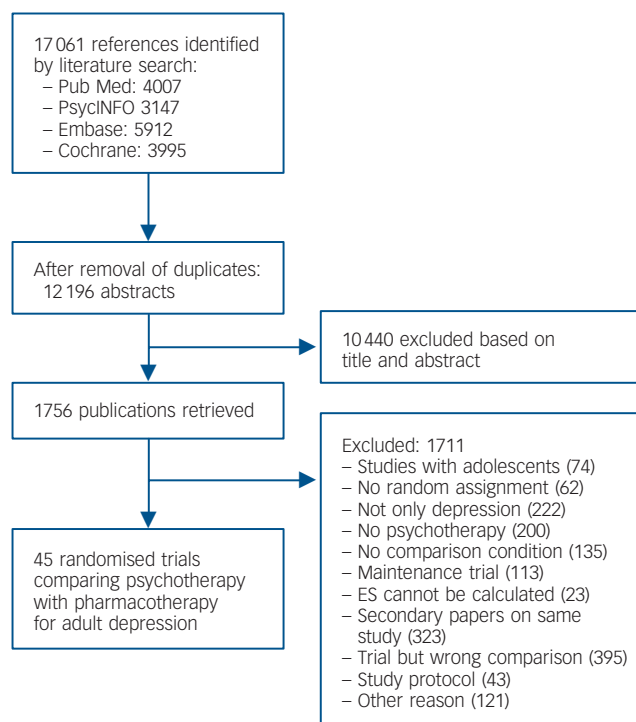 17 061 references identified
by literature search:
– Pub Med: 4007
– PsycINFO 3147
– Embase: 5912
– Cochrane: 3995
After removal of duplicates:
12 196 abstracts
10 440 excluded based on
title and abstract
1756 publications retrieved
Excluded: 1711
– Studies with adolescents (74)
– No random assignment (62)
– Not only depression (222)
– No psychotherapy (200)
– No comparison condition (135)
– Maintenance trial (113)
– ES cannot be calculated (23)
– Secondary papers on same
study (323)
– Trial but wrong comparison (395)
– Study protocol (43)
– Other reason (121)
45 randomised trials
comparing psychotherapy
with pharmacotherapy
for adult depression